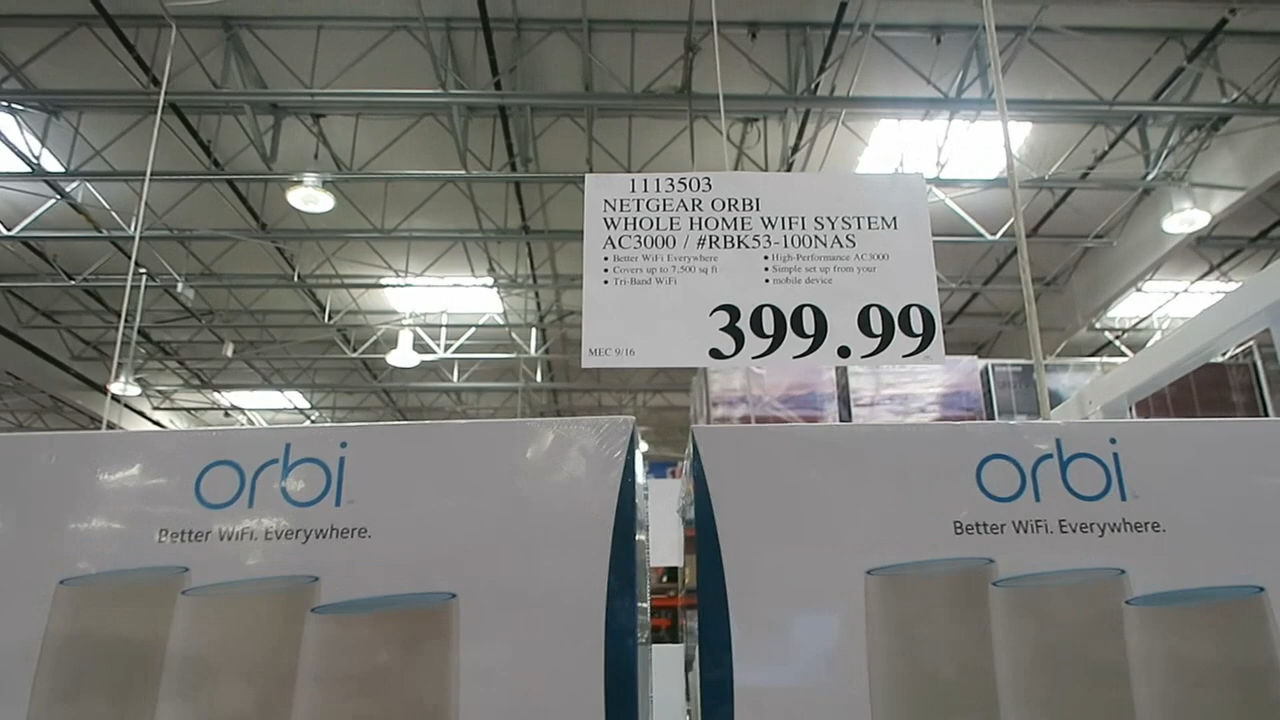 1113503
NETGEAR ORBI
WHOLE HOME WIFI SYSTEM
AC3000 / #RBK53-100NAS
• Better WiFi Everywhere
• Covers up to 7,500 sq ft
• Tri-Band WiFi
• High-Performance AC3000
• Simple set up from your
• mobile device
399.99
MEC 9/16
orbi
Better WiFi. Everywhere.
orbi
Better WiFi. Everywhere.